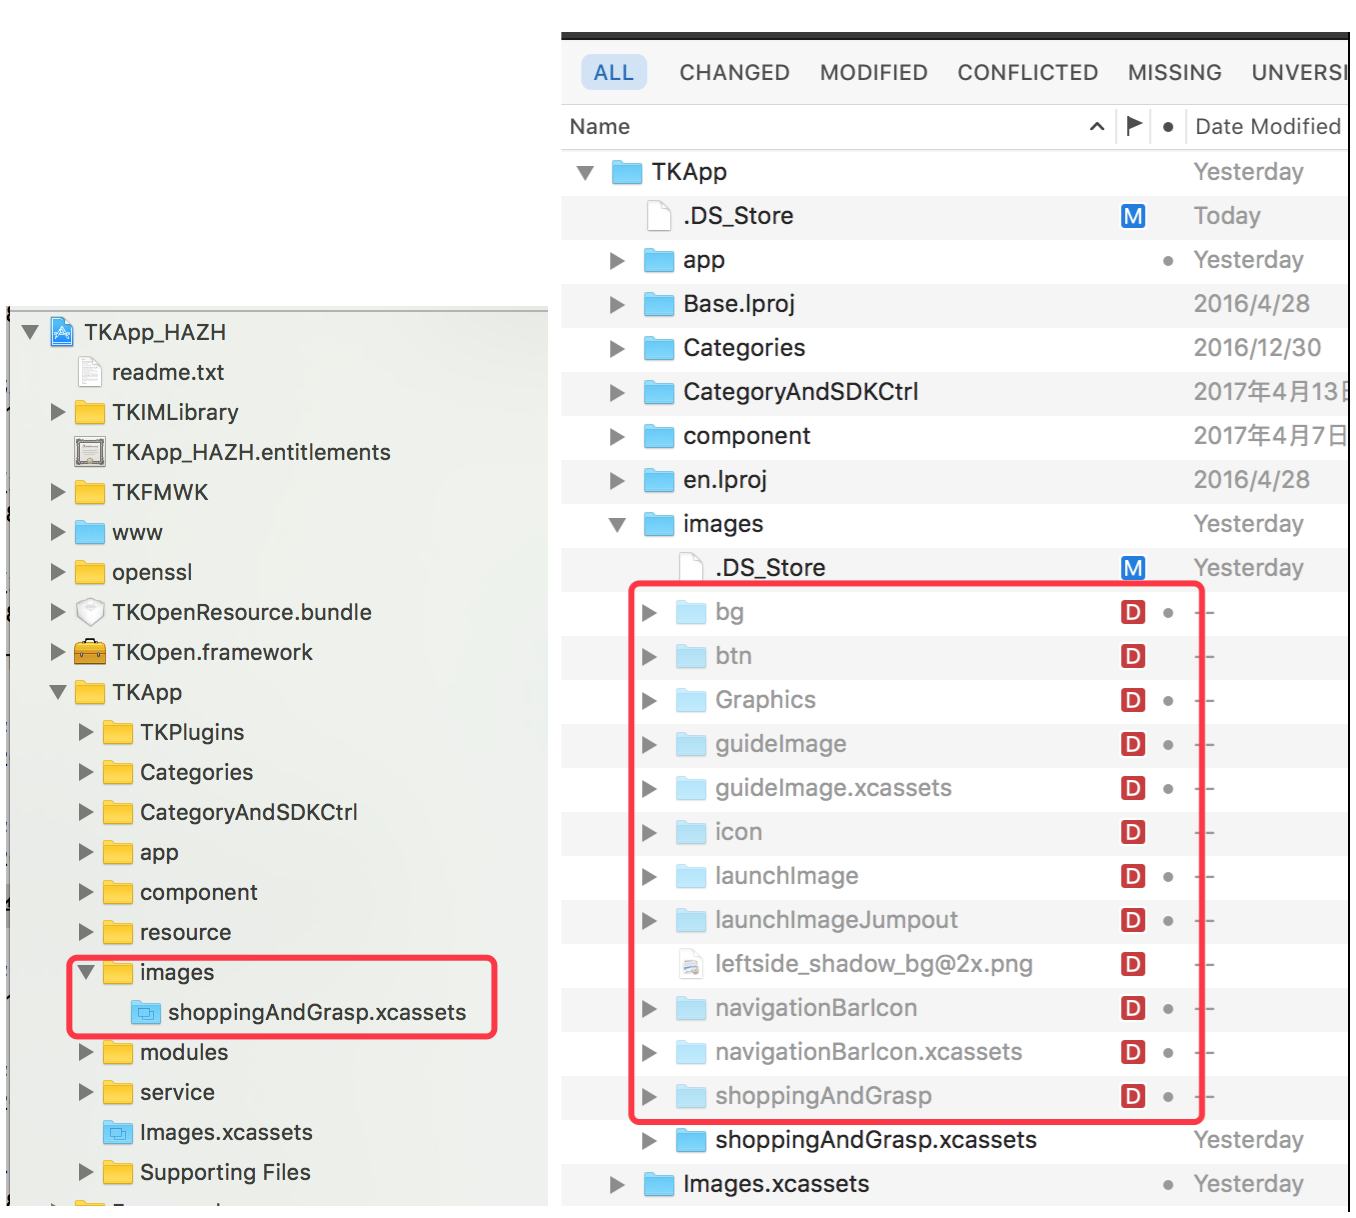 TKApp_HAZH
readme.txt
TKIMLibrary
TKApp_HAZH.entitlements
TKFMWK
www
openssl
TKOpenResource.bundle
TKOpen.framework
TKApp
TKPlugins
Categories
CategoryAndSDKCtrl
app
component
resource
images
shoppingAndGrasp.xcassets
modules
service
Images.xcassets
Supporting Files
ALL CHANGED MODIFIED CONFLICTED MISSING UNVERSI
Name Date Modified
TKApp Yesterday
.DS_Store M Today
app Yesterday
Base.lproj 2016/4/28
Categories 2016/12/30
CategoryAndSDKCtrl 2017年4月13日
component 2017年4月7日
en.lproj 2016/4/28
images Yesterday
.DS_Store M Yesterday
bg D --
btn D --
Graphics D --
guideImage D --
guideImage.xcassets D --
icon D --
launchImage D --
launchImageJumpout D --
leftside_shadow_bg@2x.png D --
navigationBarIcon D --
navigationBarIcon.xcassets D --
shoppingAndGrasp D --
shoppingAndGrasp.xcassets Yesterday
Images.xcassets Yesterday